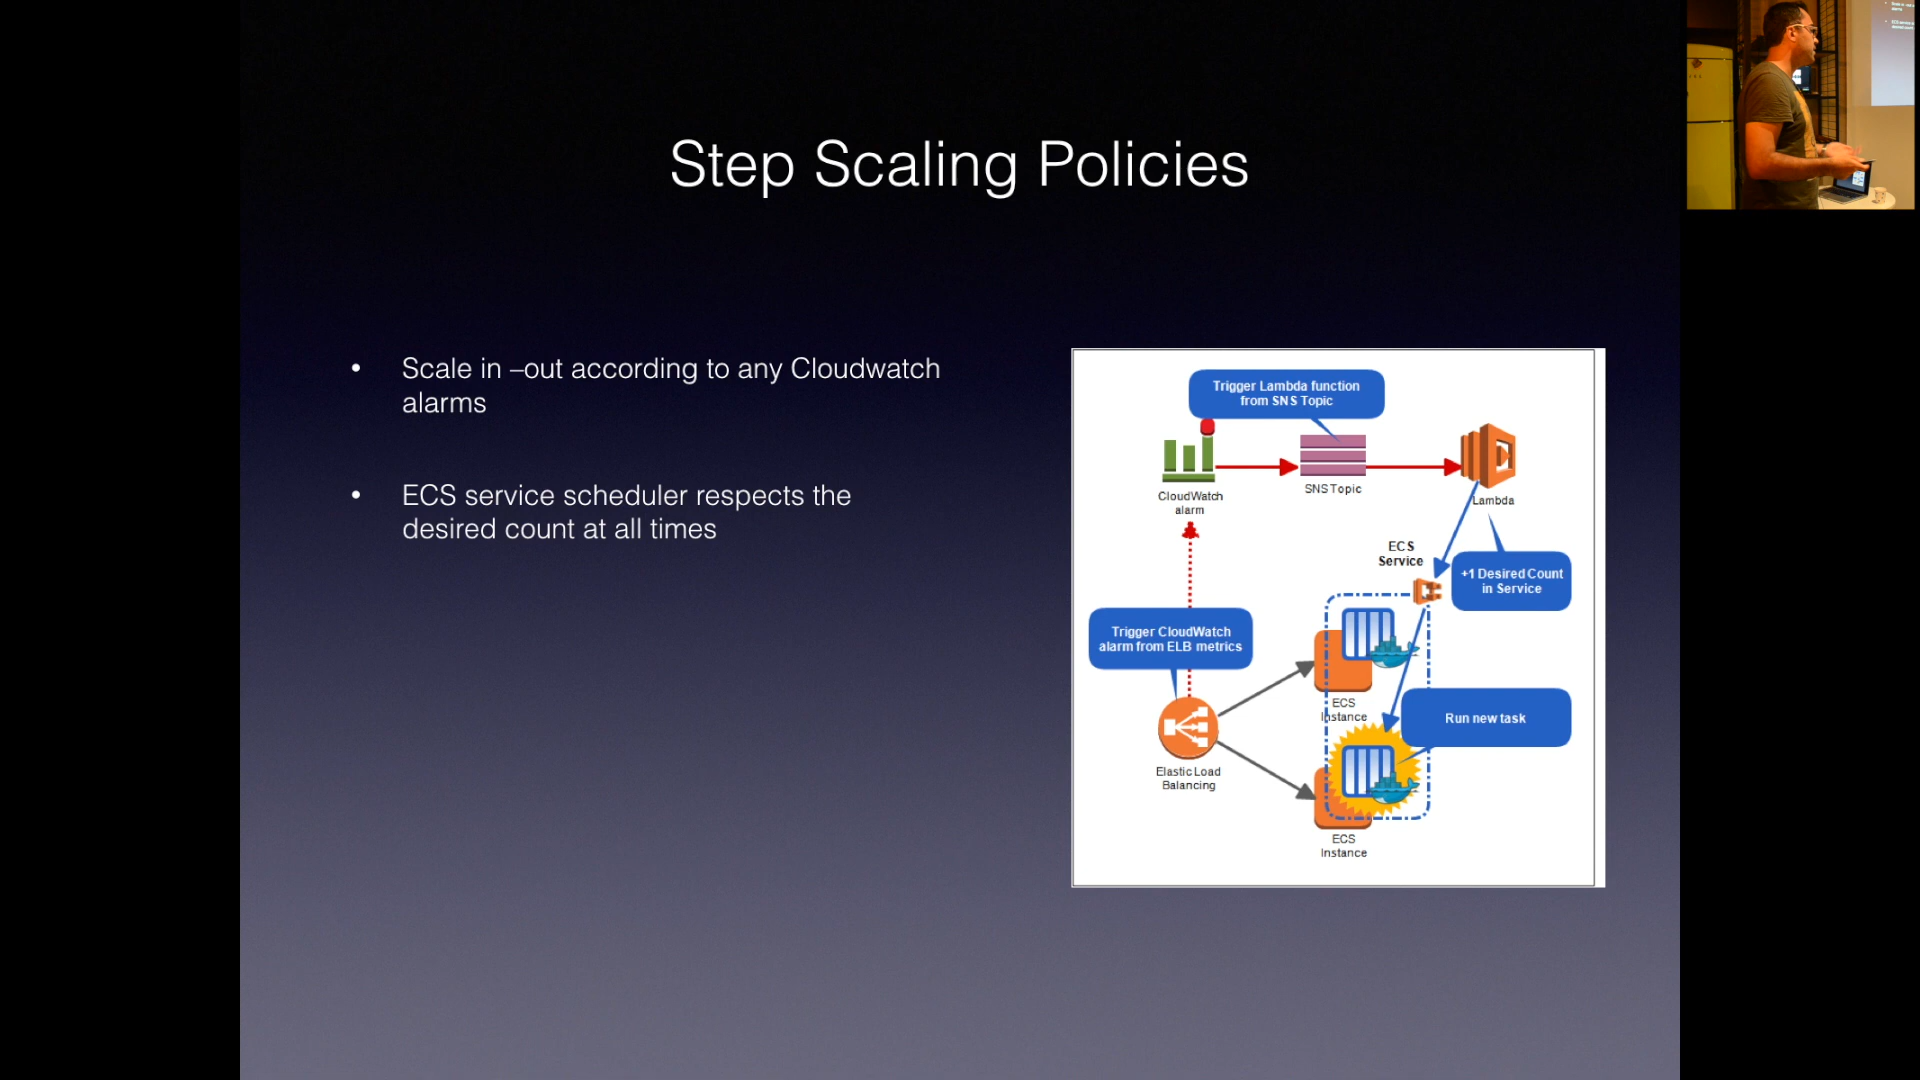 Step Scaling Policies
• Scale in –out according to any Cloudwatch
alarms
• ECS service scheduler respects the
desired count at all times
Trigger Lambda function
from SNS Topic
CloudWatch
alarm
SNS Topic
Lambda
ECS
Service
+1 Desired Count
in Service
Trigger CloudWatch
alarm from ELB metrics
ECS
Instance
Run new task
Elastic Load
Balancing
ECS
Instance